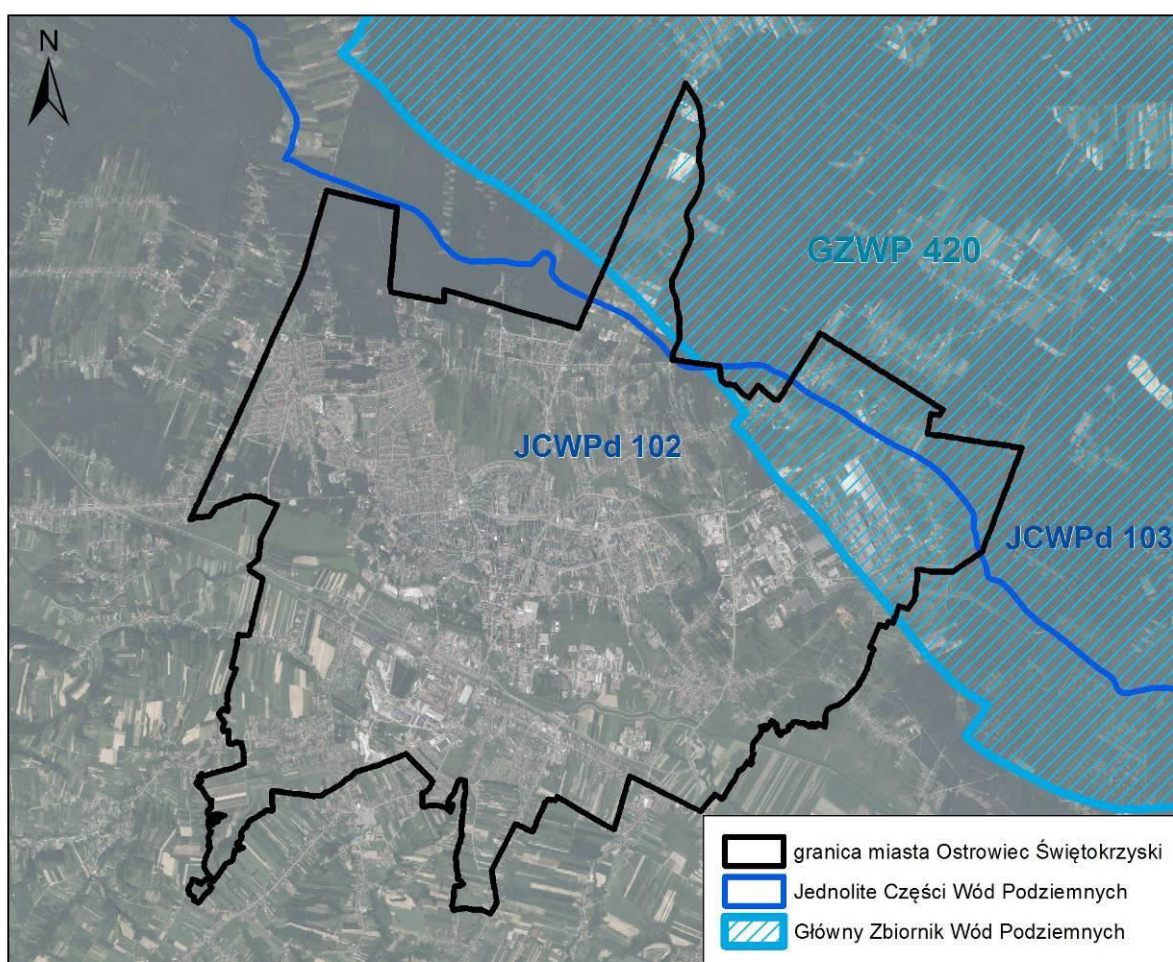 N
GZWP 420
JCWPd 102
JCWPd 103
granica miasta Ostrowiec Świętokrzyski
Jednolite Części Wód Podziemnych
Główny Zbiornik Wód Podziemnych